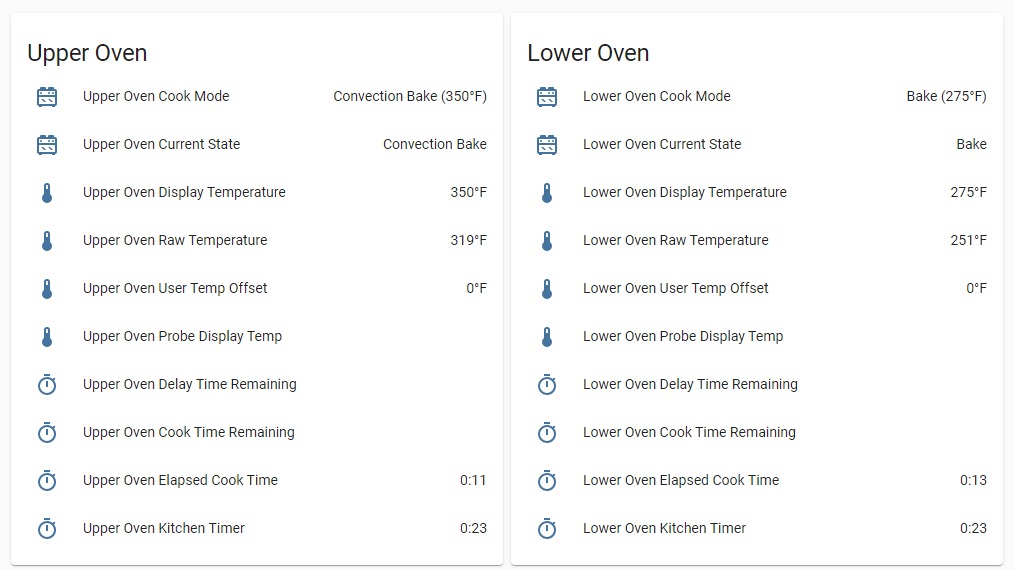 Upper Oven
Upper Oven Cook Mode Convection Bake (350°F)
Upper Oven Current State Convection Bake
Upper Oven Display Temperature 350°F
Upper Oven Raw Temperature 319°F
Upper Oven User Temp Offset 0°F
Upper Oven Probe Display Temp
Upper Oven Delay Time Remaining
Upper Oven Cook Time Remaining
Upper Oven Elapsed Cook Time 0:11
Upper Oven Kitchen Timer 0:23
Lower Oven
Lower Oven Cook Mode Bake (275°F)
Lower Oven Current State Bake
Lower Oven Display Temperature 275°F
Lower Oven Raw Temperature 251°F
Lower Oven User Temp Offset 0°F
Lower Oven Probe Display Temp
Lower Oven Delay Time Remaining
Lower Oven Cook Time Remaining
Lower Oven Elapsed Cook Time 0:13
Lower Oven Kitchen Timer 0:23